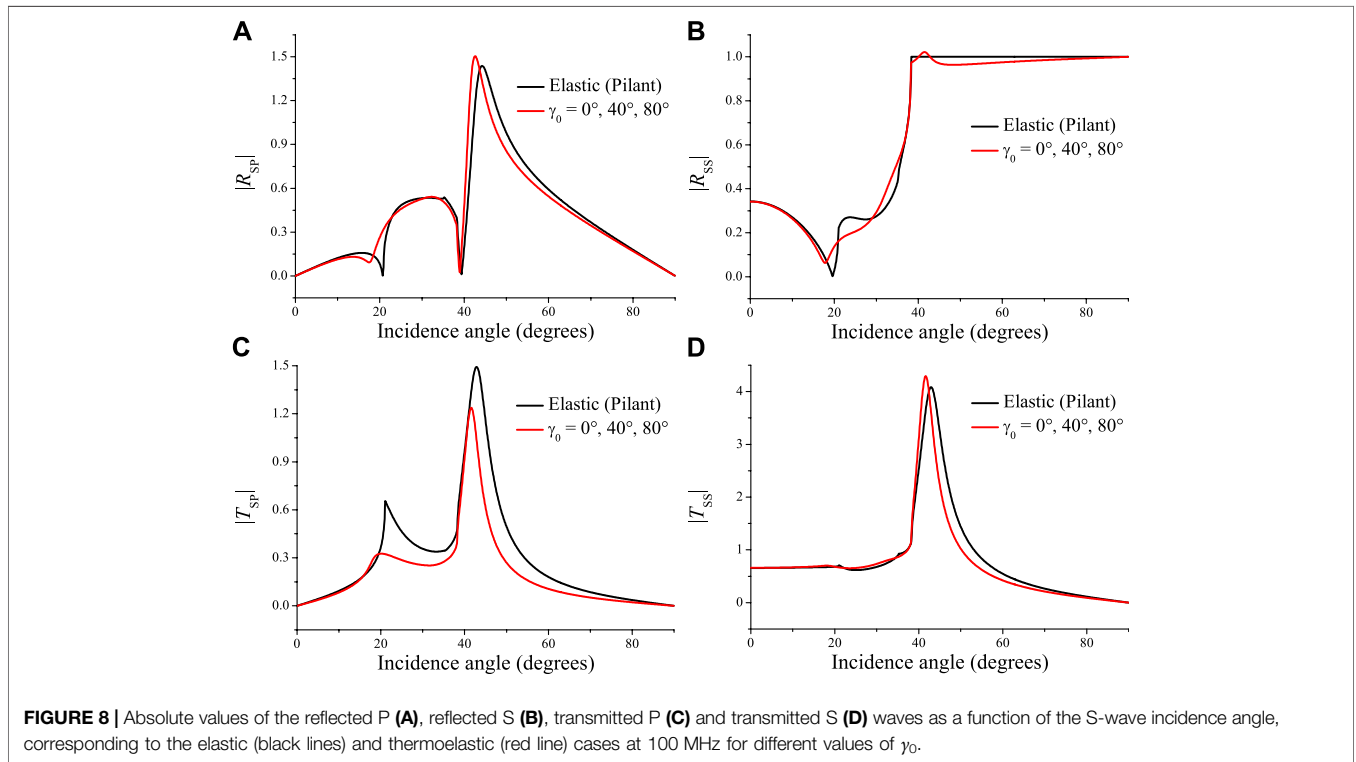 A
1.5
1.2
0.9
0.6
0.3
0.0
|R_SP|
Elastic (Pilant)
γ₀ = 0°, 40°, 80°
0 20 40 60 80
Incidence angle (degrees)
B
1.0
0.8
0.6
0.4
0.2
0.0
|R_SS|
Elastic (Pilant)
γ₀ = 0°, 40°, 80°
0 20 40 60 80
Incidence angle (degrees)
C
1.5
1.2
0.9
0.6
0.3
0.0
|T_SP|
Elastic (Pilant)
γ₀ = 0°, 40°, 80°
0 20 40 60 80
Incidence angle (degrees)
D
4
3
2
1
0
|T_SS|
Elastic (Pilant)
γ₀ = 0°, 40°, 80°
0 20 40 60 80
Incidence angle (degrees)
FIGURE 8 | Absolute values of the reflected P (A), reflected S (B), transmitted P (C) and transmitted S (D) waves as a function of the S-wave incidence angle,
corresponding to the elastic (black lines) and thermoelastic (red line) cases at 100 MHz for different values of γ₀.